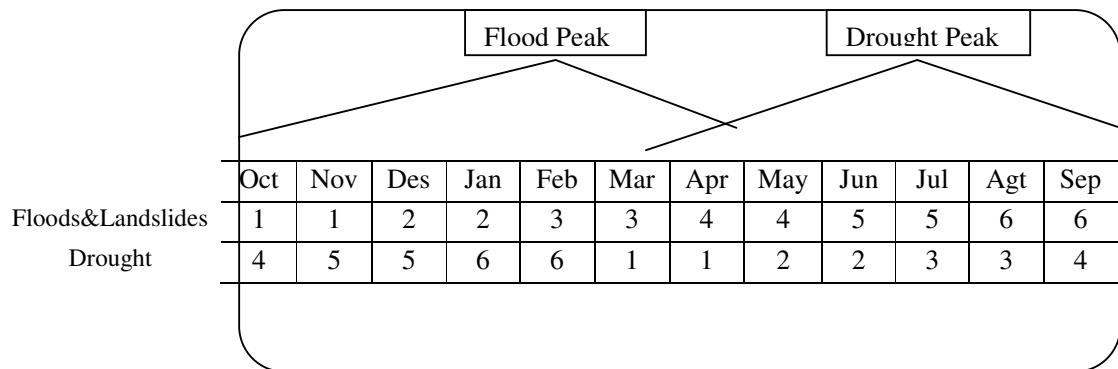 Flood Peak Drought Peak
Oct Nov Des Jan Feb Mar Apr May Jun Jul Agt Sep
Floods&Landslides 1 1 2 2 3 3 4 4 5 5 6 6
Drought 4 5 5 6 6 1 1 2 2 3 3 4